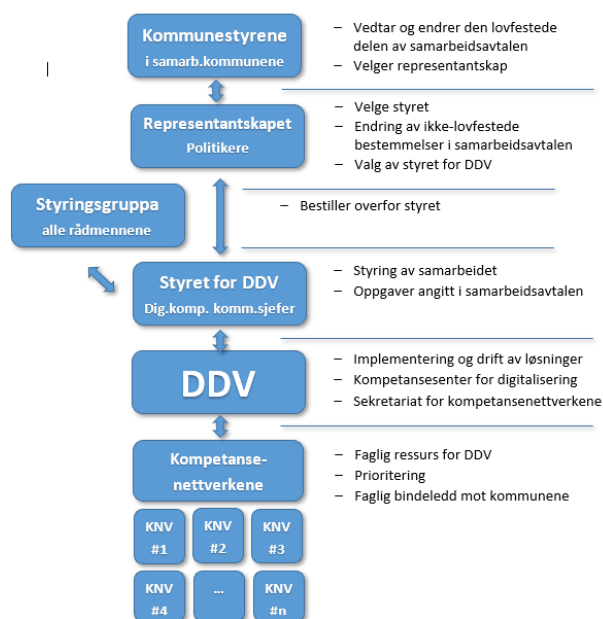 Kommunestyrene
i samarb.kommunene
– Vedtar og endrer den lovfestede
delen av samarbeidsavtalen
– Velger representantskap
Representantskapet
Politikere
– Velge styret
– Endring av ikke-lovfestede
bestemmelser i samarbeidsavtalen
– Valg av styret for DDV
Styringsgruppa
alle rådmennene
– Bestiller overfor styret
Styret for DDV
Dig.komp. komm.sjefer
– Styring av samarbeidet
– Oppgaver angitt i samarbeidsavtalen
DDV
– Implementering og drift av løsninger
– Kompetansesenter for digitalisering
– Sekretariat for kompetansenettverkene
Kompetanse-
nettverkene
– Faglig ressurs for DDV
– Prioritering
– Faglig bindeledd mot kommunene
KNV
#1
KNV
#2
KNV
#3
KNV
#4
...
KNV
#n